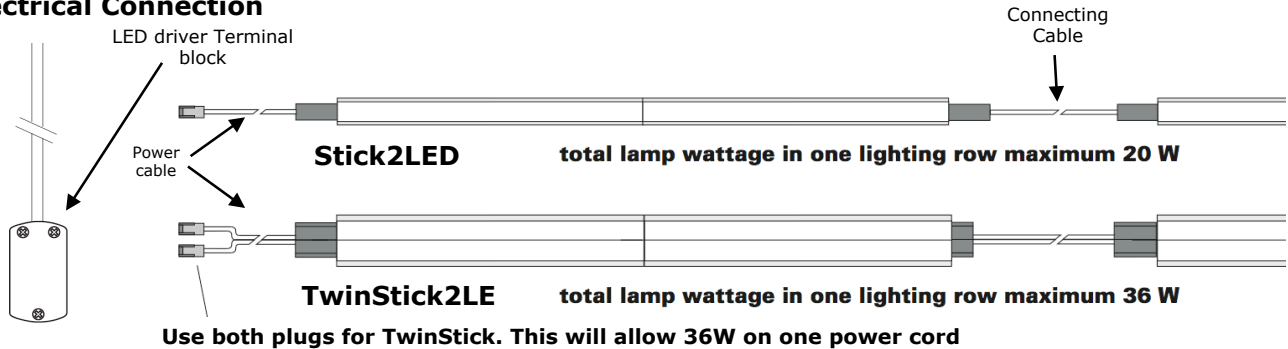 ectrical Connection
LED driver Terminal
block
Connecting
Cable
Power
cable
Stick2LED total lamp wattage in one lighting row maximum 20 W
TwinStick2LE total lamp wattage in one lighting row maximum 36 W
Use both plugs for TwinStick. This will allow 36W on one power cord